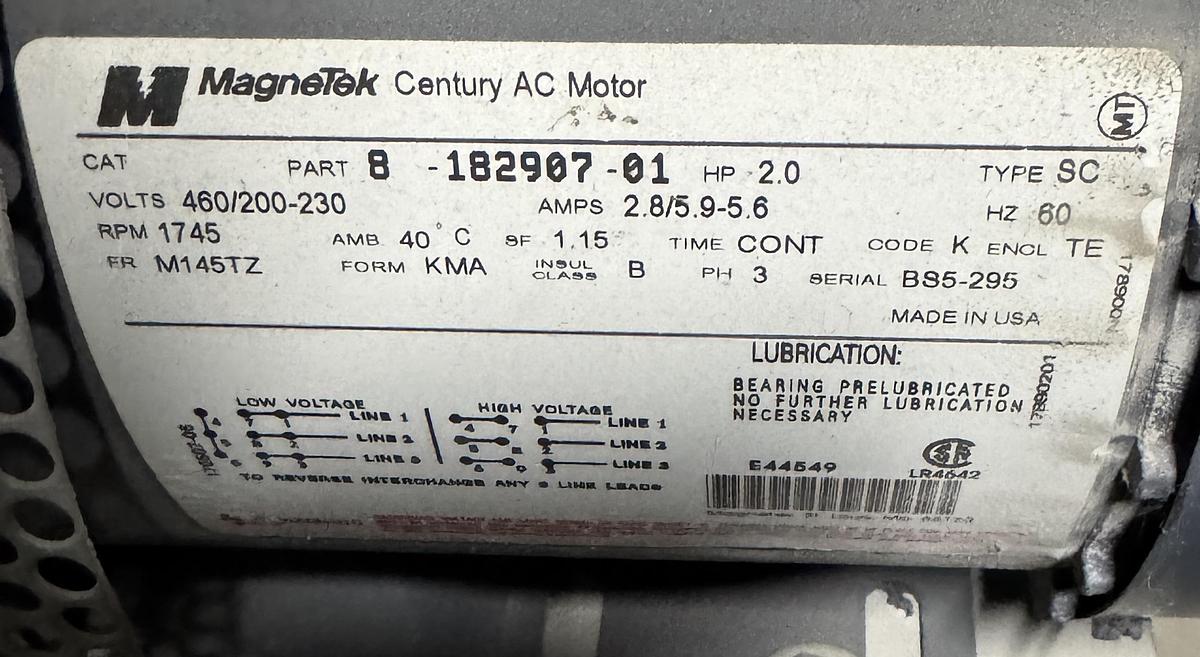 MagneTek Century AC Motor
MT
CAT PART 8 -182907-01 HP 2.0 TYPE SC
VOLTS 460/200-230 AMPS 2.8/5.9-5.6 HZ 60
RPM 1745 AMB 40°C SF 1.15 TIME CONT CODE K ENCL TE
FR M145TZ FORM KMA INSUL CLASS B PH 3 SERIAL BS5-295
MADE IN USA
LUBRICATION:
BEARING PRELUBRICATED
NO FURTHER LUBRICATION
NECESSARY
LOW VOLTAGE
LINE 1
LINE 2
LINE 3
HIGH VOLTAGE
4 7 1 LINE 1
LINE 2
LINE 3
TO REVERSE INTERCHANGE ANY 2 LINE LEADS
E44549
LR4642